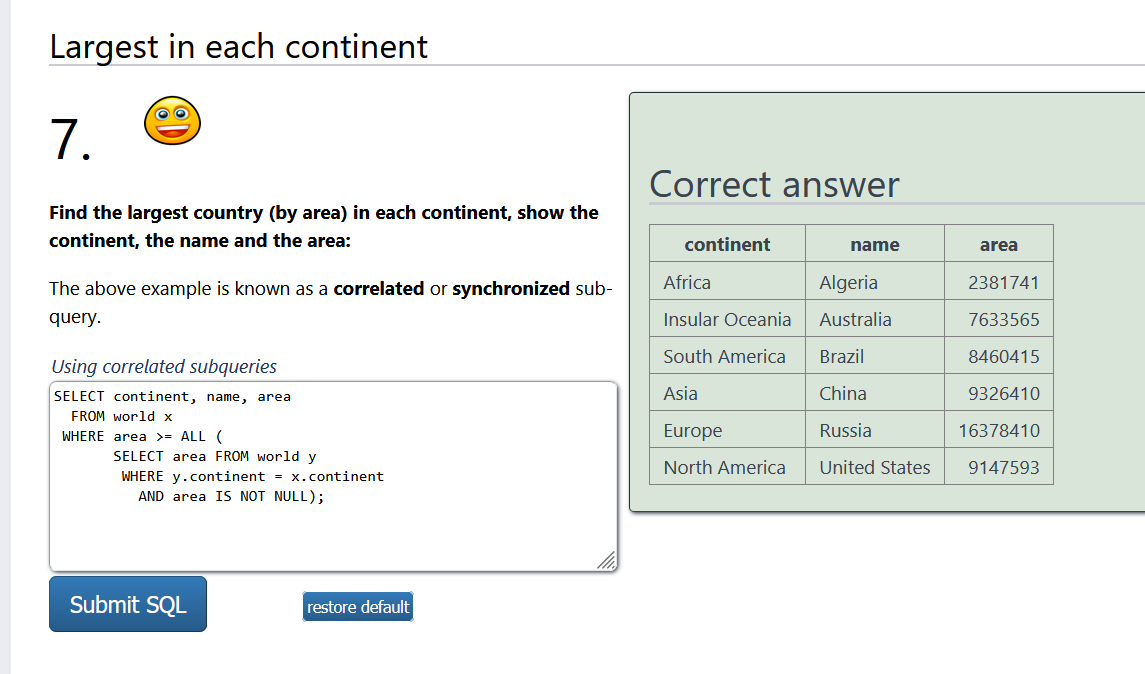 Largest in each continent
7.
Find the largest country (by area) in each continent, show the
continent, the name and the area:
The above example is known as a correlated or synchronized sub-
query.
Using correlated subqueries
SELECT continent, name, area
FROM world x
WHERE area >= ALL (
SELECT area FROM world y
WHERE y.continent = x.continent
AND area IS NOT NULL);
Submit SQL
restore default
Correct answer
continent name area
Africa Algeria 2381741
Insular Oceania Australia 7633565
South America Brazil 8460415
Asia China 9326410
Europe Russia 16378410
North America United States 9147593